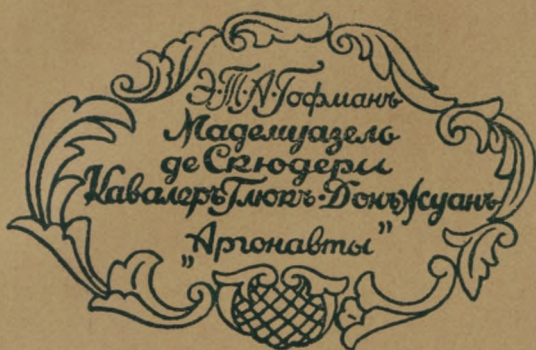 Э·Т·А·Гофманъ
Мадемуазель
де Скюдери
Кавалеръ Глюкъ·Донъ Жуанъ
"Аргонавты"